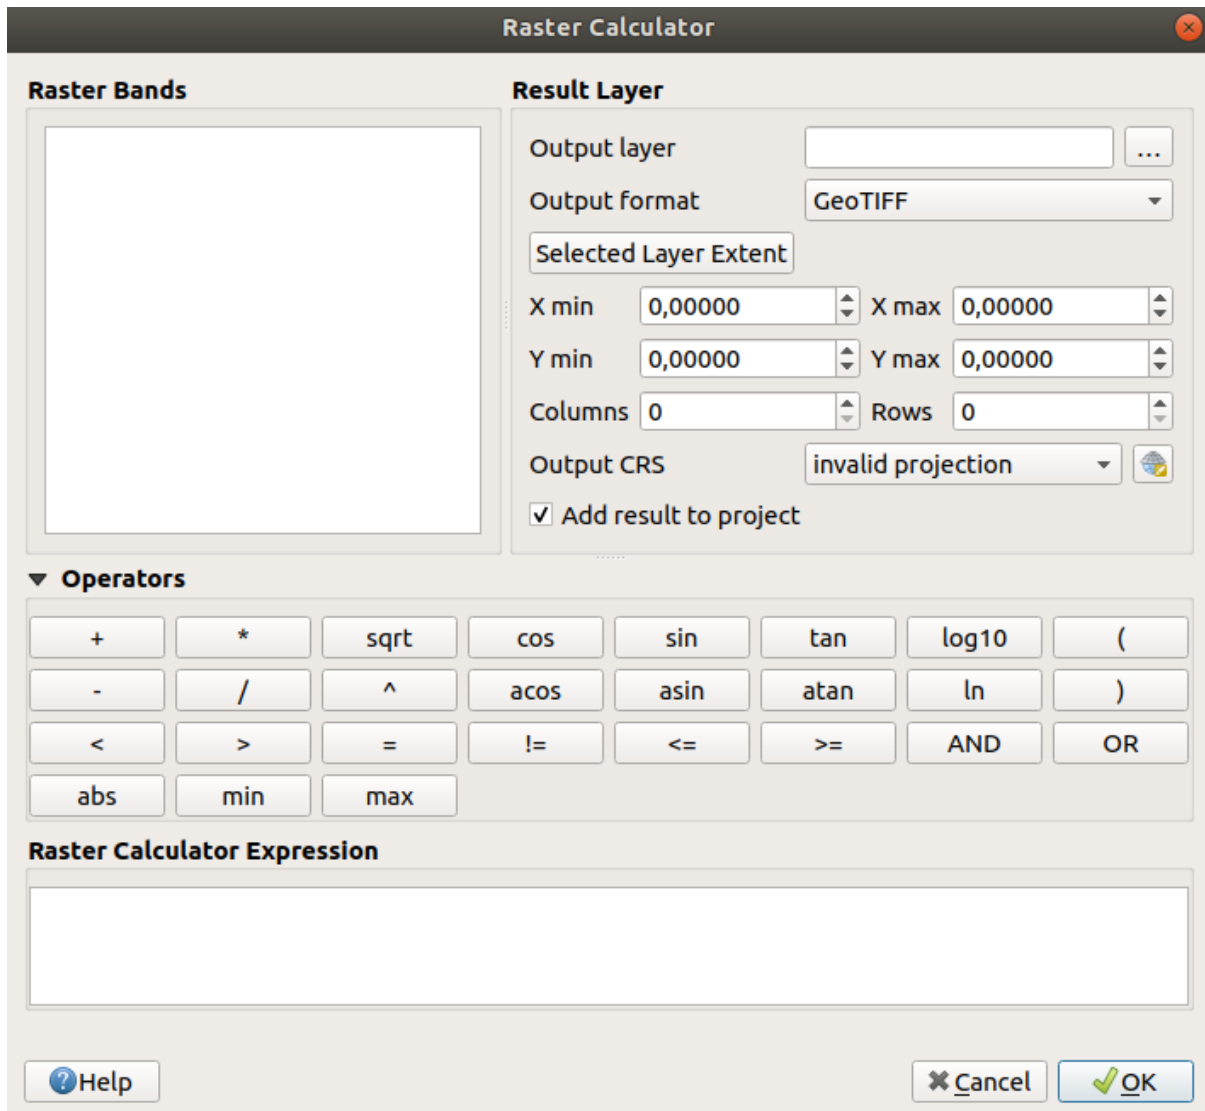 Raster Calculator
Raster Bands
Result Layer
Output layer
...
Output format GeoTIFF
Selected Layer Extent
X min 0,00000 X max 0,00000
Y min 0,00000 Y max 0,00000
Columns 0 Rows 0
Output CRS invalid projection
Add result to project
Operators
+ * sqrt cos sin tan log10 (
- / ^ acos asin atan ln )
< > = != <= >= AND OR
abs min max
Raster Calculator Expression
Help Cancel OK